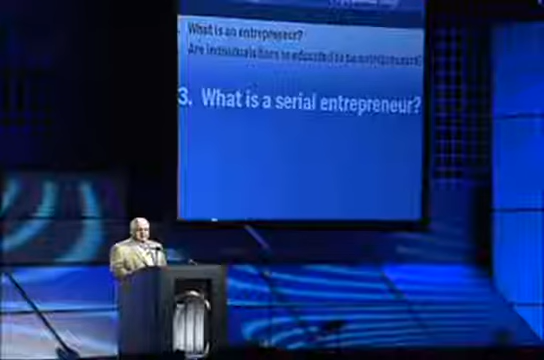 What is an entrepreneur?
Are individuals born or educated to be entrepreneurs?
3. What is a serial entrepreneur?